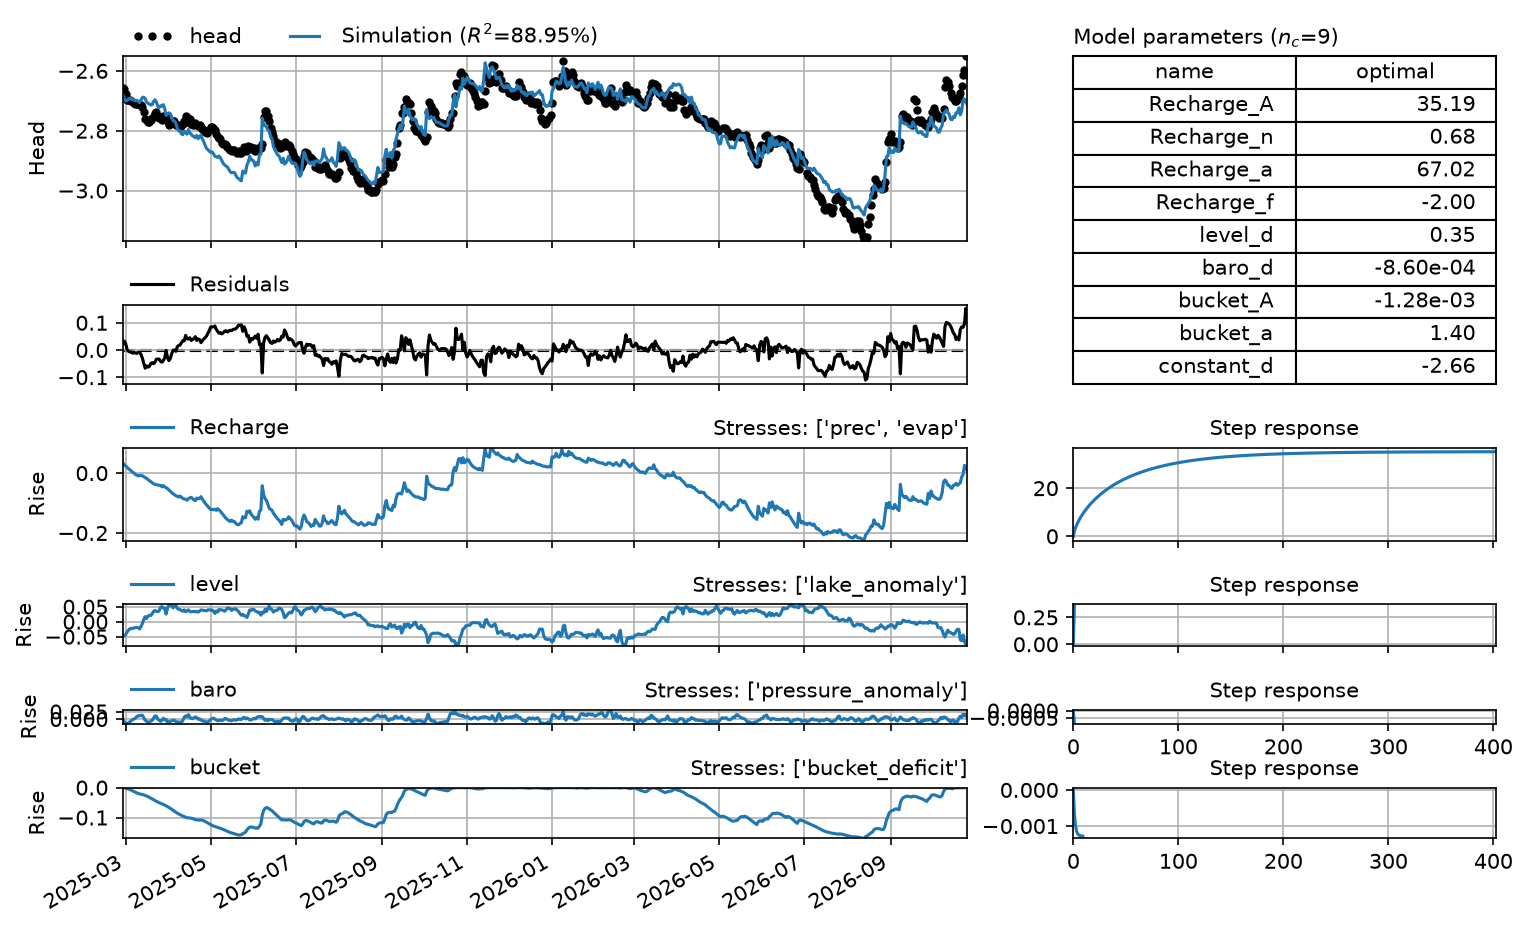 head Simulation (R²=88.95%)
Model parameters (n_c=9)
Head
−2.6
−2.8
−3.0
name optimal
Recharge_A 35.19
Recharge_n 0.68
Recharge_a 67.02
Recharge_f -2.00
level_d 0.35
baro_d -8.60e-04
bucket_A -1.28e-03
bucket_a 1.40
constant_d -2.66
Residuals
0.1
0.0
−0.1
Recharge Stresses: ['prec', 'evap']
Rise
0.0
−0.2
Step response
20
0
level Stresses: ['lake_anomaly']
Rise
0.05
0.00
−0.05
Step response
0.25
0.00
baro Stresses: ['pressure_anomaly']
Rise
0.025
0.000
Step response
0.0000
−0.0005
0 100 200 300 400
bucket Stresses: ['bucket_deficit']
Rise
0.0
−0.1
2025-03 2025-05 2025-07 2025-09 2025-11 2026-01 2026-03 2026-05 2026-07 2026-09
Step response
0.000
−0.001
0 100 200 300 400